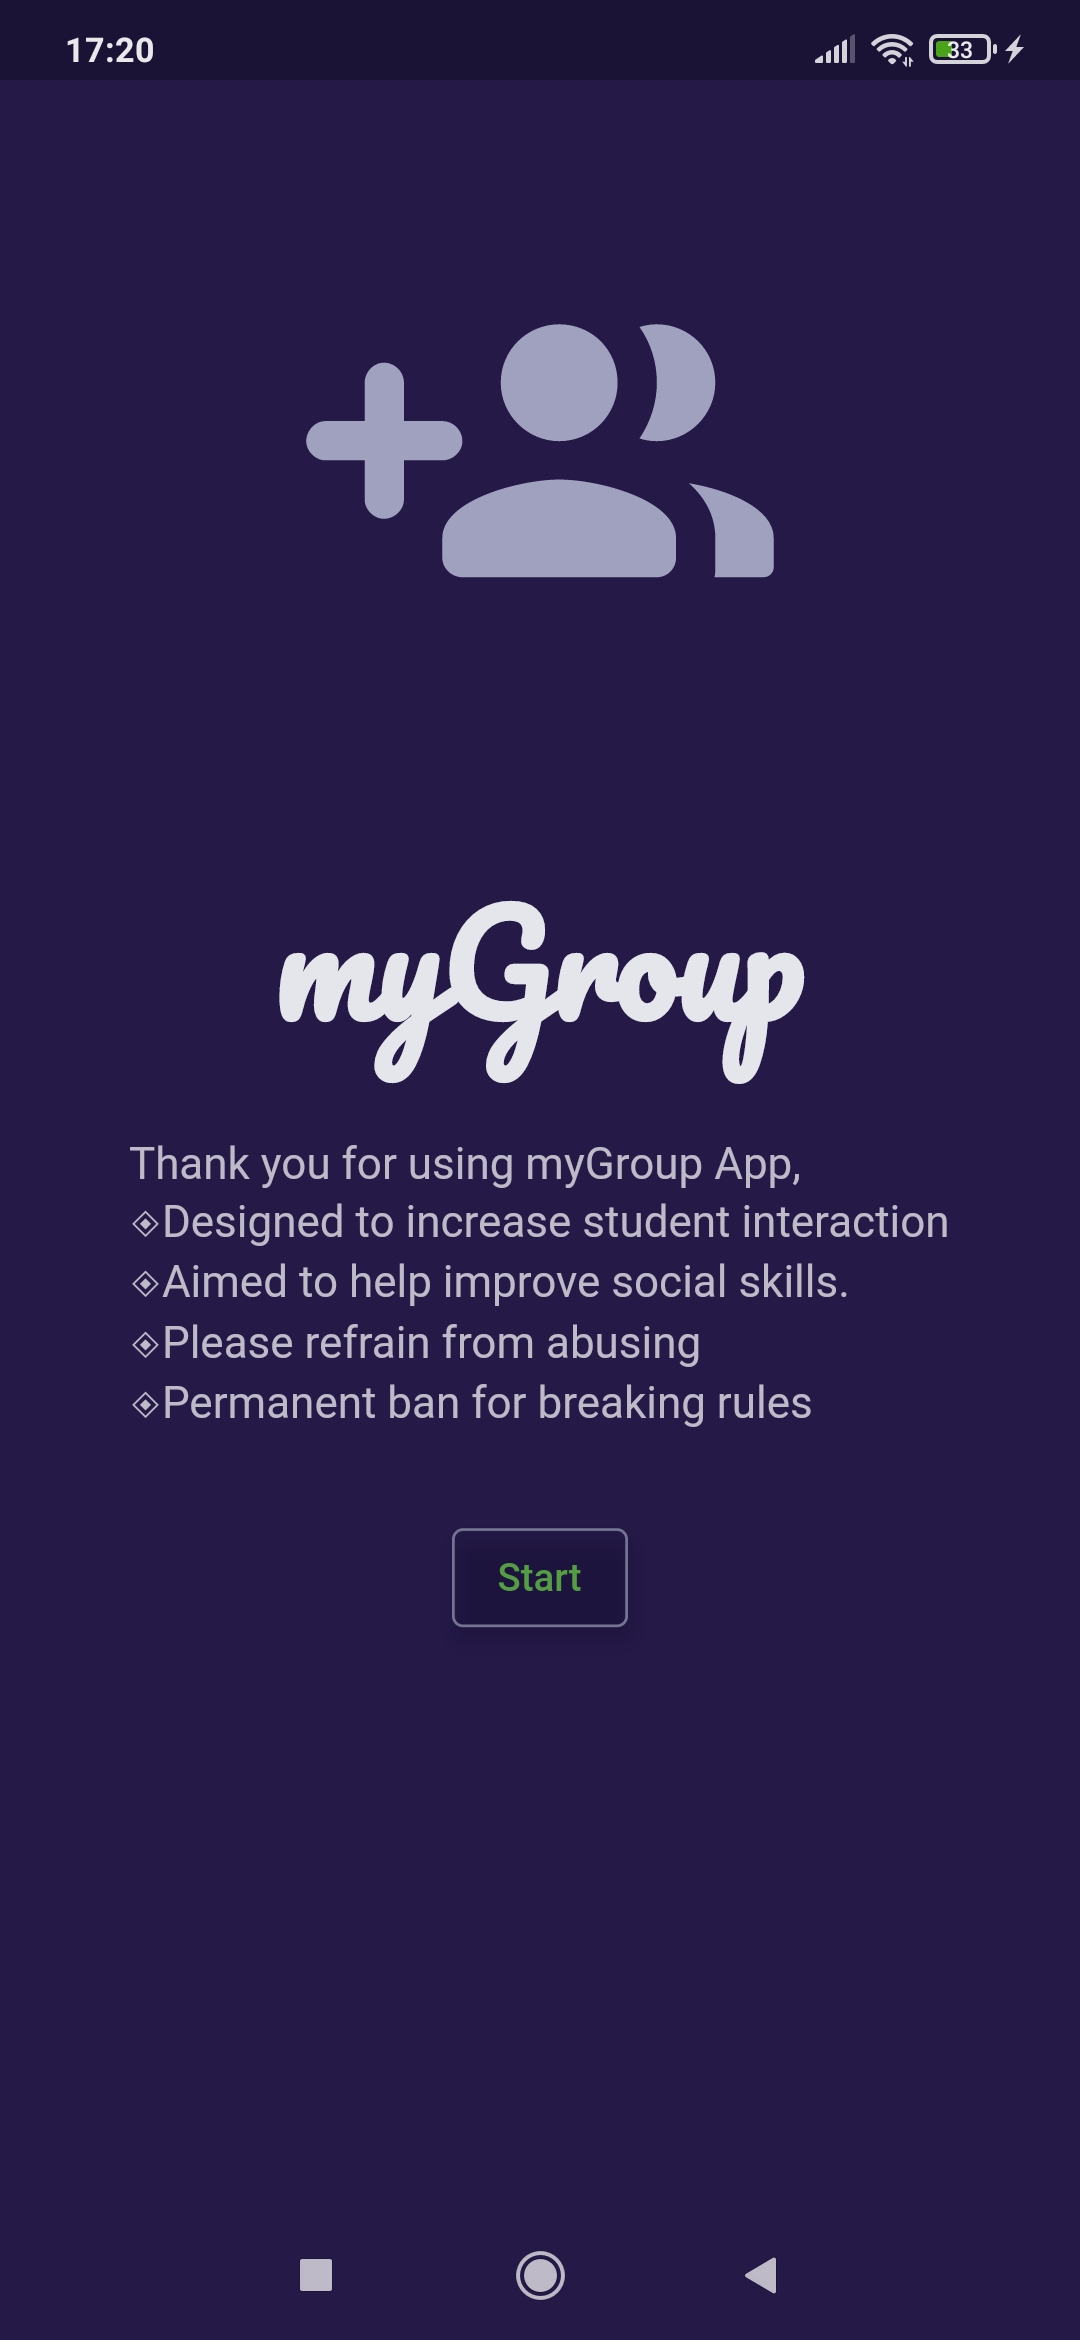 17:20
33
myGroup
Thank you for using myGroup App,
◈Designed to increase student interaction
◈Aimed to help improve social skills.
◈Please refrain from abusing
◈Permanent ban for breaking rules
Start